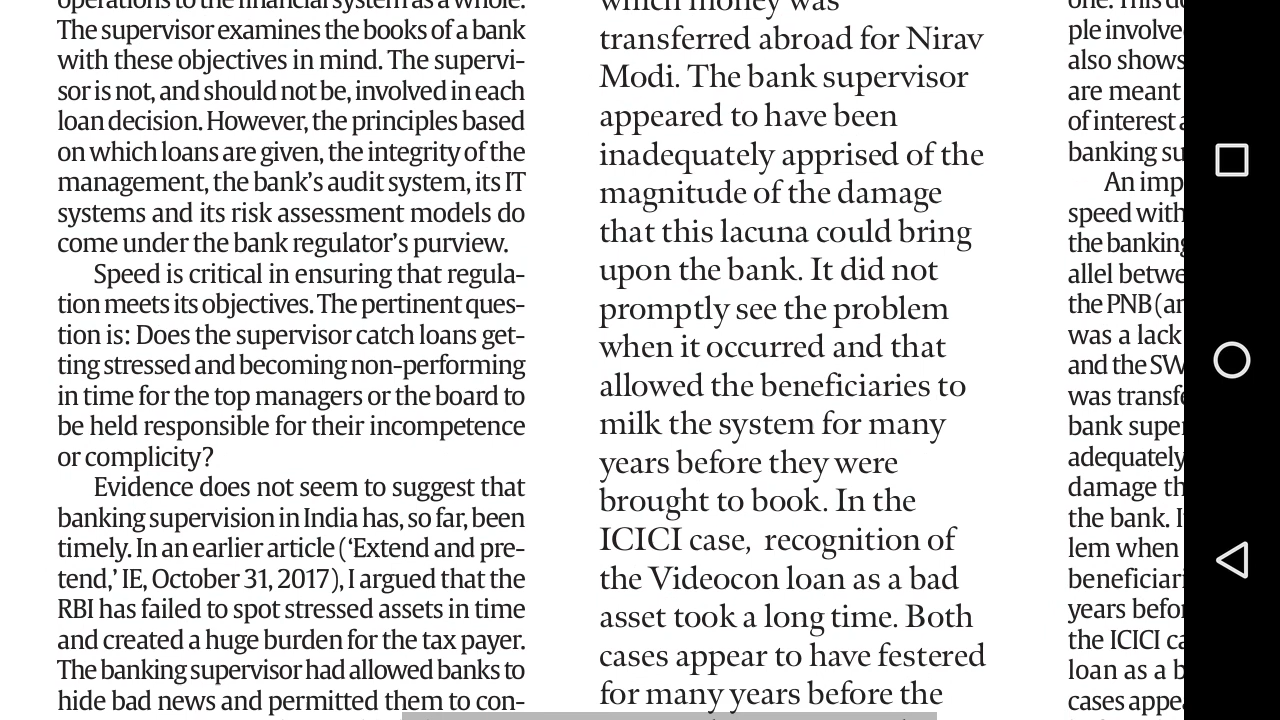 operations to the financial system as a whole.
The supervisor examines the books of a bank
with these objectives in mind. The supervi-
sor is not, and should not be, involved in each
loan decision. However, the principles based
on which loans are given, the integrity of the
management, the bank's audit system, its IT
systems and its risk assessment models do
come under the bank regulator's purview.
Speed is critical in ensuring that regula-
tion meets its objectives. The pertinent ques-
tion is: Does the supervisor catch loans get-
ting stressed and becoming non-performing
in time for the top managers or the board to
be held responsible for their incompetence
or complicity?
Evidence does not seem to suggest that
banking supervision in India has, so far, been
timely. In an earlier article ('Extend and pre-
tend,' IE, October 31, 2017), I argued that the
RBI has failed to spot stressed assets in time
and created a huge burden for the tax payer.
The banking supervisor had allowed banks to
hide bad news and permitted them to con-
which money was
transferred abroad for Nirav
Modi. The bank supervisor
appeared to have been
inadequately apprised of the
magnitude of the damage
that this lacuna could bring
upon the bank. It did not
promptly see the problem
when it occurred and that
allowed the beneficiaries to
milk the system for many
years before they were
brought to book. In the
ICICI case, recognition of
the Videocon loan as a bad
asset took a long time. Both
cases appear to have festered
for many years before the
one. This
ple involve
also shows
are meant
of interest
banking su
An imp
speed with
the banking
allel betwe
the PNB (an
was a lack
and the SW
was transfe
bank super
adequately
damage th
the bank. I
lem when
beneficiari
years befor
the ICICI ca
loan as a b
cases appea